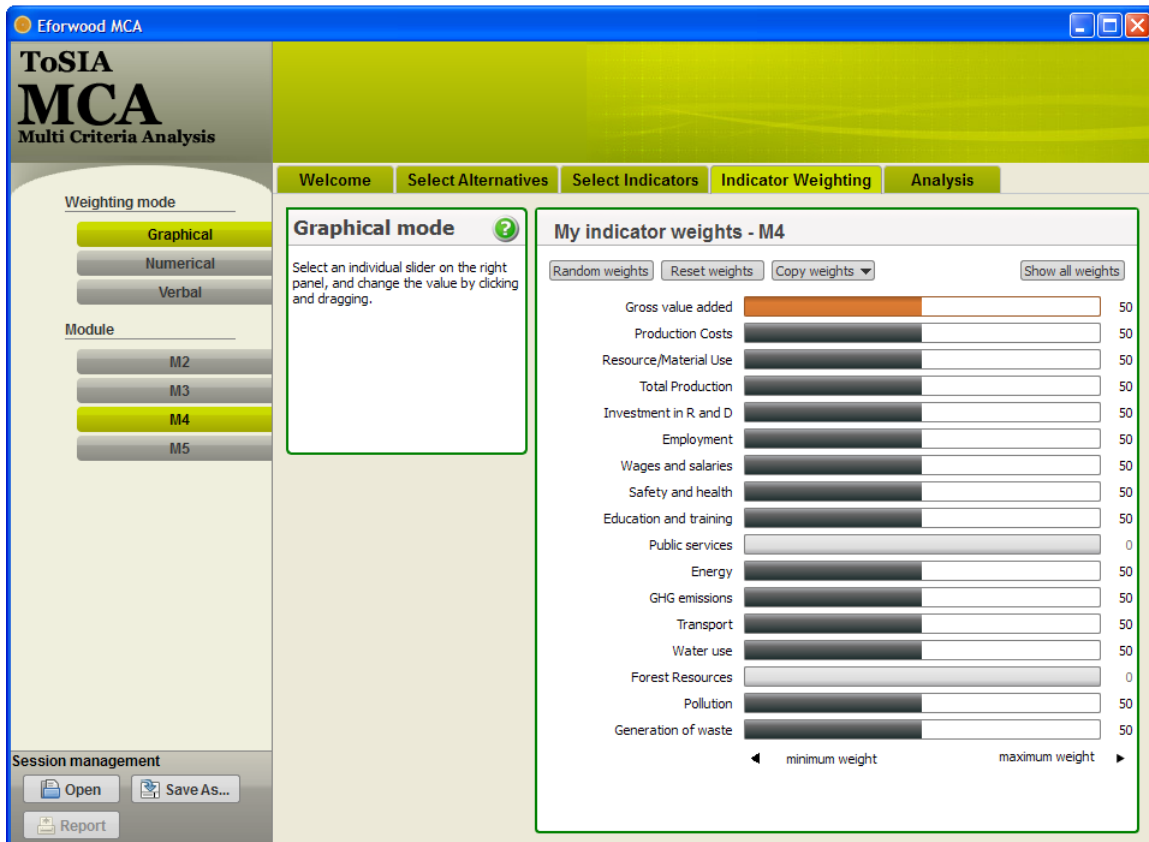 Eforwood MCA
ToSIA
MCA
Multi Criteria Analysis
Welcome
Select Alternatives
Select Indicators
Indicator Weighting
Analysis
Weighting mode
Graphical
Numerical
Verbal
Module
M2
M3
M4
M5
Session management
Open
Save As...
Report
Graphical mode
?
Select an individual slider on the right
panel, and change the value by clicking
and dragging.
My indicator weights - M4
Random weights
Reset weights
Copy weights
Show all weights
Gross value added 50
Production Costs 50
Resource/Material Use 50
Total Production 50
Investment in R and D 50
Employment 50
Wages and salaries 50
Safety and health 50
Education and training 50
Public services 0
Energy 50
GHG emissions 50
Transport 50
Water use 50
Forest Resources 0
Pollution 50
Generation of waste 50
minimum weight
maximum weight